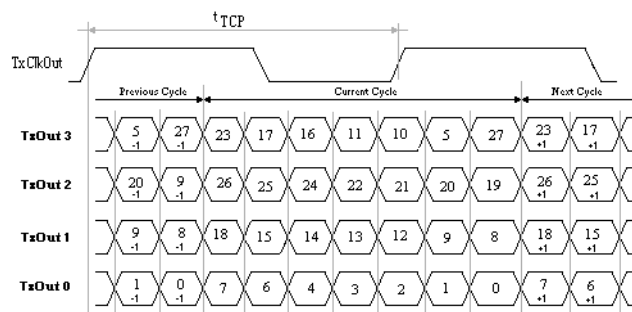 t TCP
TxClkOut
Previous Cycle Current Cycle Next Cycle
TxOut 3 5 -1 27 -1 23 17 16 11 10 5 27 23 +1 17 +1
TxOut 2 20 -1 9 -1 26 25 24 22 21 20 19 26 +1 25 +1
TxOut 1 9 -1 8 -1 18 15 14 13 12 9 8 18 +1 15 +1
TxOut 0 1 -1 0 -1 7 6 4 3 2 1 0 7 +1 6 +1